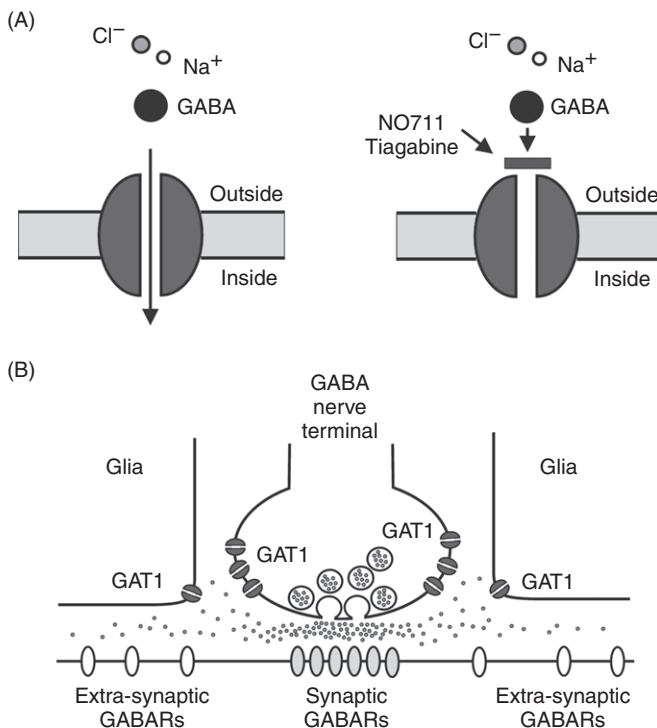 (A)
Cl⁻
Na⁺
GABA
Outside
Inside
Cl⁻
Na⁺
GABA
NO711
Tiagabine
Outside
Inside
(B)
GABA
nerve
terminal
Glia
Glia
GAT1
GAT1
GAT1
GAT1
Extra-synaptic
GABARs
Synaptic
GABARs
Extra-synaptic
GABARs